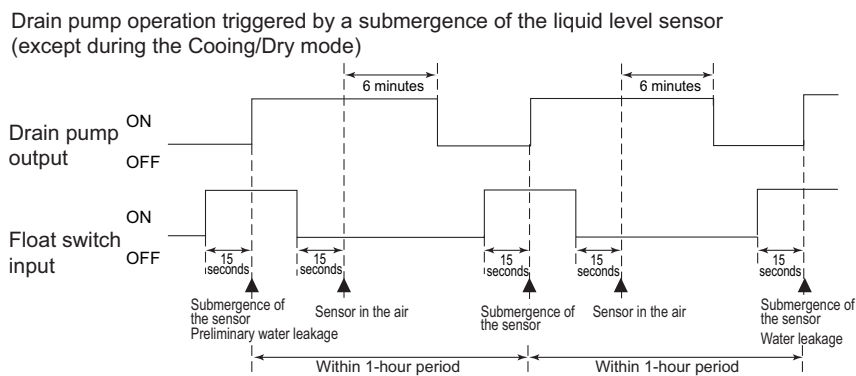 Drain pump operation triggered by a submergence of the liquid level sensor
(except during the Cooing/Dry mode)
6 minutes
6 minutes
Drain pump
output
ON
OFF
Float switch
input
ON
OFF
15
seconds
15
seconds
15
seconds
15
seconds
15
seconds
Submergence of
the sensor
Preliminary water leakage
Sensor in the air
Submergence of
the sensor
Sensor in the air
Submergence of
the sensor
Water leakage
Within 1-hour period
Within 1-hour period